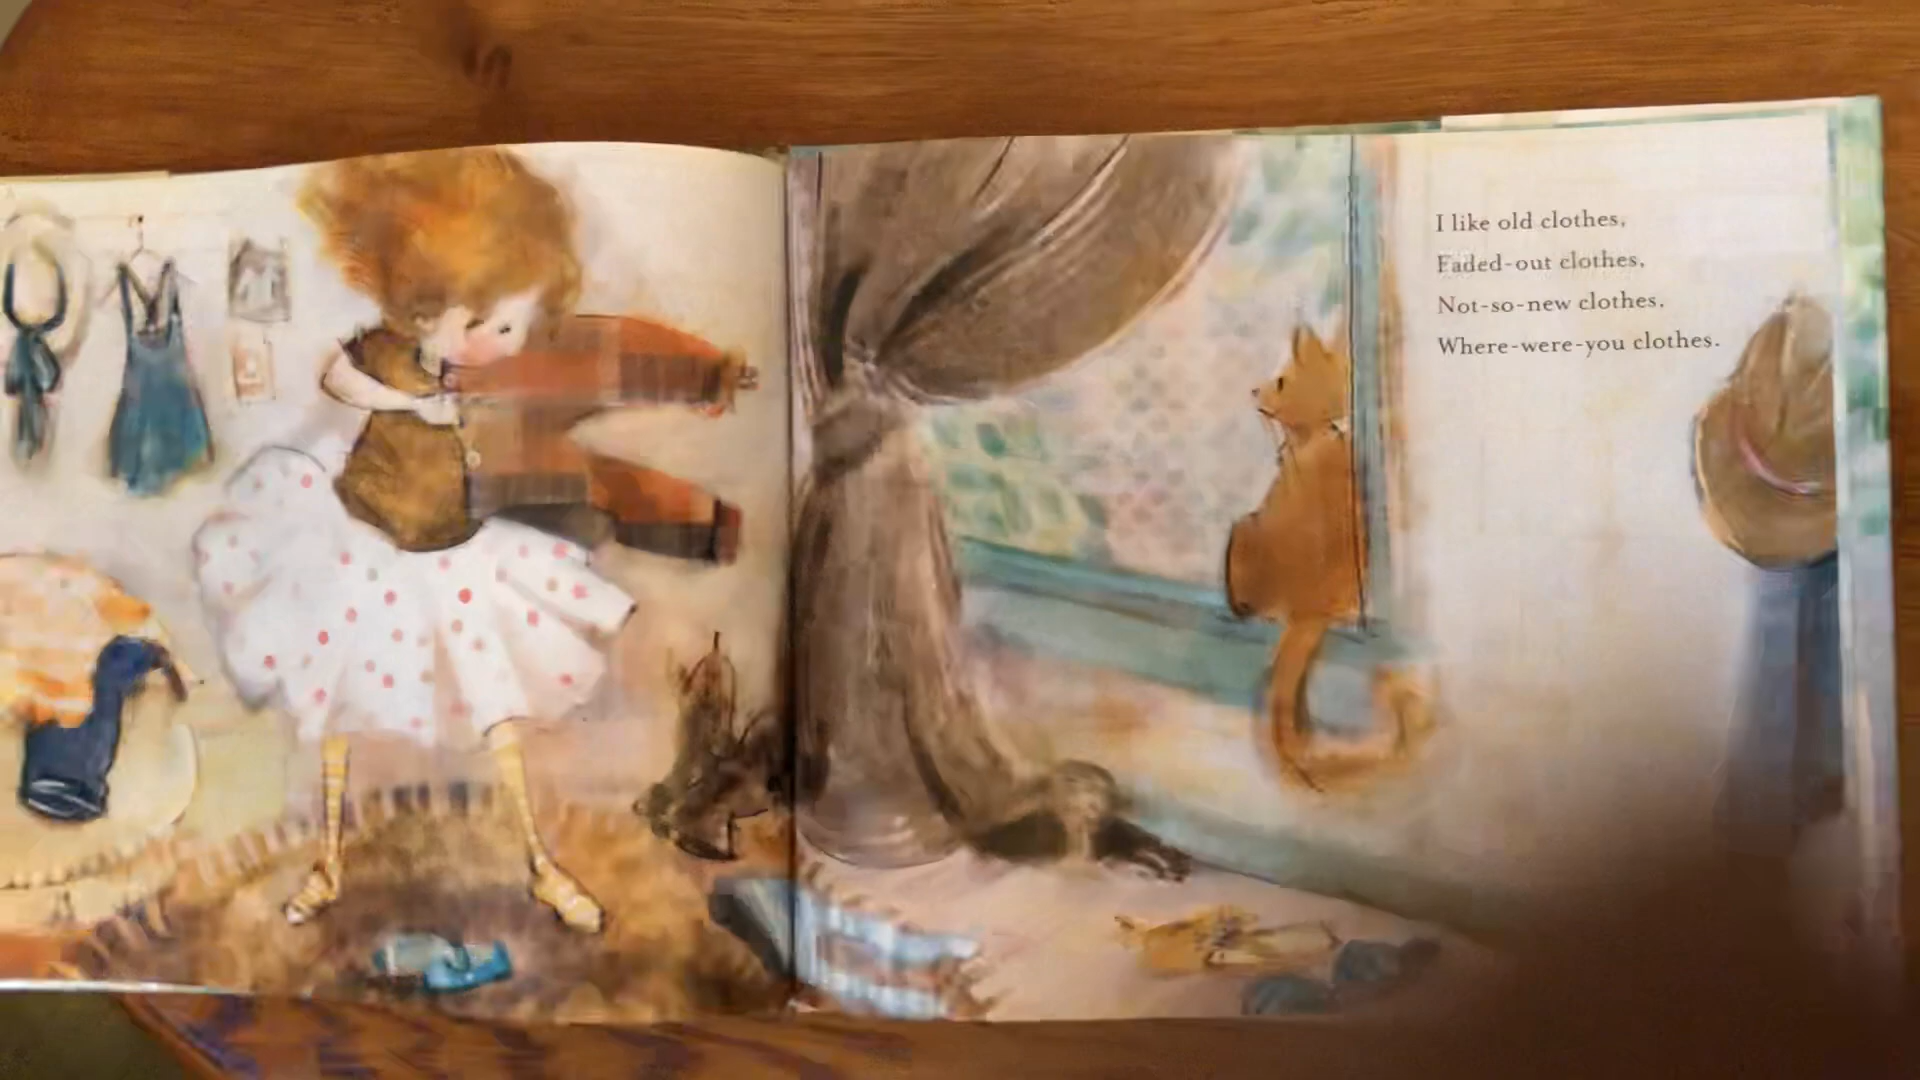 I like old clothes,
Faded-out clothes,
Not-so-new clothes.
Where-were-you clothes.